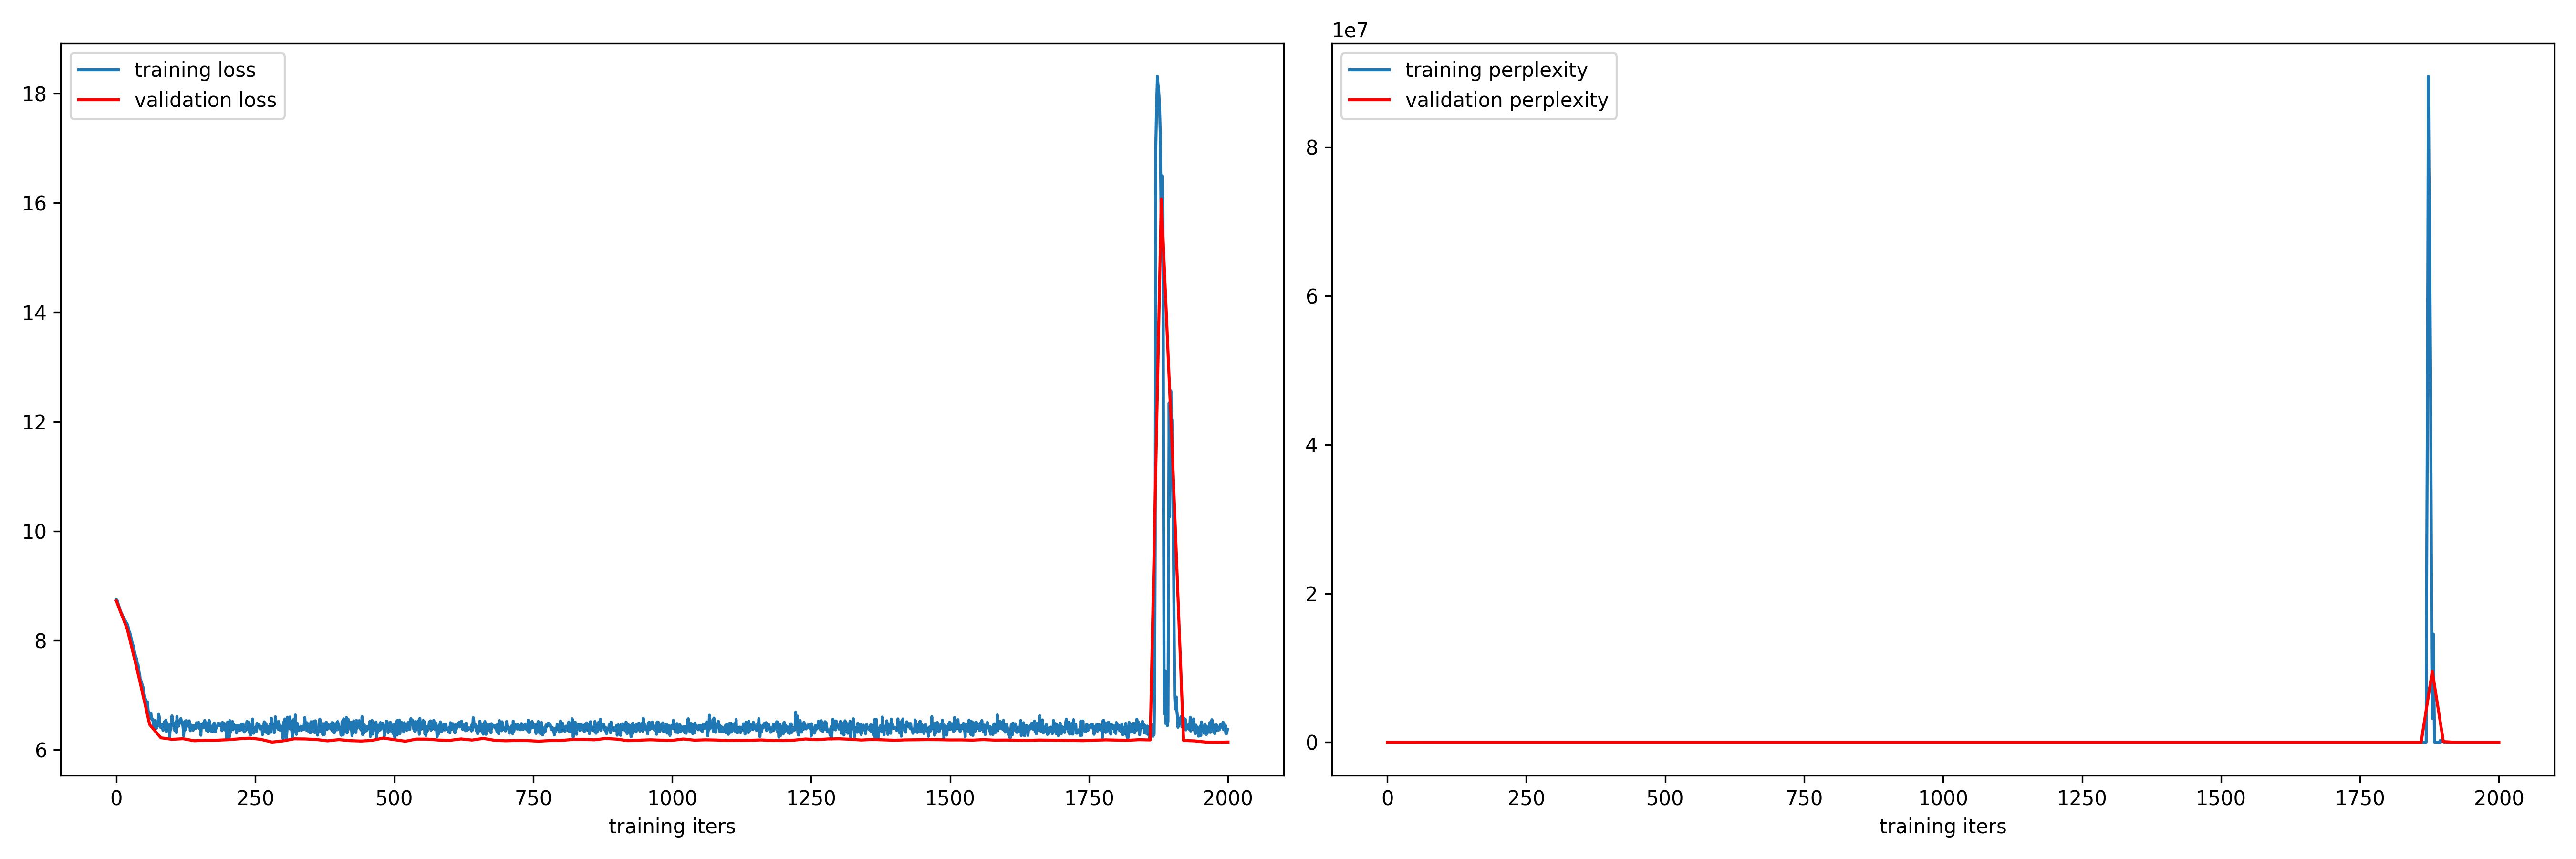 training loss
validation loss
18
16
14
12
10
8
6
0 250 500 750 1000 1250 1500 1750 2000
training iters
1e7
training perplexity
validation perplexity
8
6
4
2
0
0 250 500 750 1000 1250 1500 1750 2000
training iters